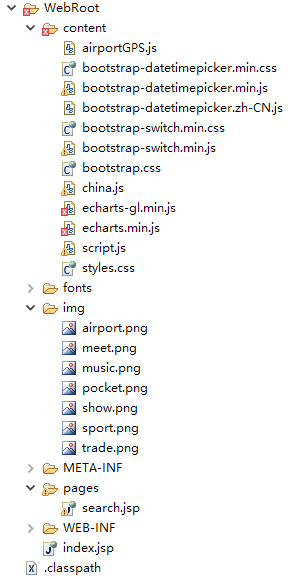 WebRoot
content
airportGPS.js
bootstrap-datetimepicker.min.css
bootstrap-datetimepicker.min.js
bootstrap-datetimepicker.zh-CN.js
bootstrap-switch.min.css
bootstrap-switch.min.js
bootstrap.css
china.js
echarts-gl.min.js
echarts.min.js
script.js
styles.css
fonts
img
airport.png
meet.png
music.png
pocket.png
show.png
sport.png
trade.png
META-INF
pages
search.jsp
WEB-INF
index.jsp
.classpath